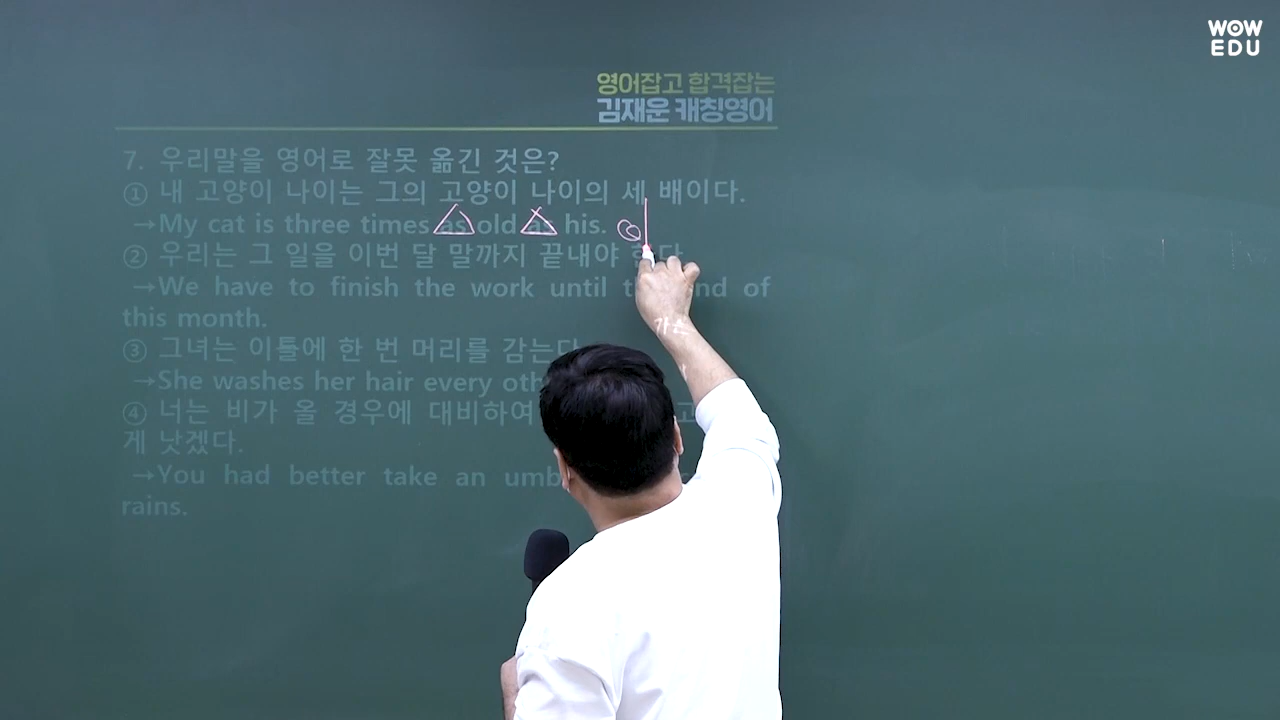 WOW
EDU
영어잡고 합격잡는
김재운 캐칭영어
7. 우리말을 영어로 잘못 옮긴 것은?
① 내 고양이 나이는 그의 고양이 나이의 세 배이다.
→My cat is three times as old as his.
② 우리는 그 일을 이번 달 말까지 끝내야 한다
→We have to finish the work until of
this month.
③ 그녀는 이틀에 한 번 머리를 감는다
→She washes her hair every
④ 너는 비가 올 경우에 대비하여
게 낫겠다.
→You had better take an
rains.